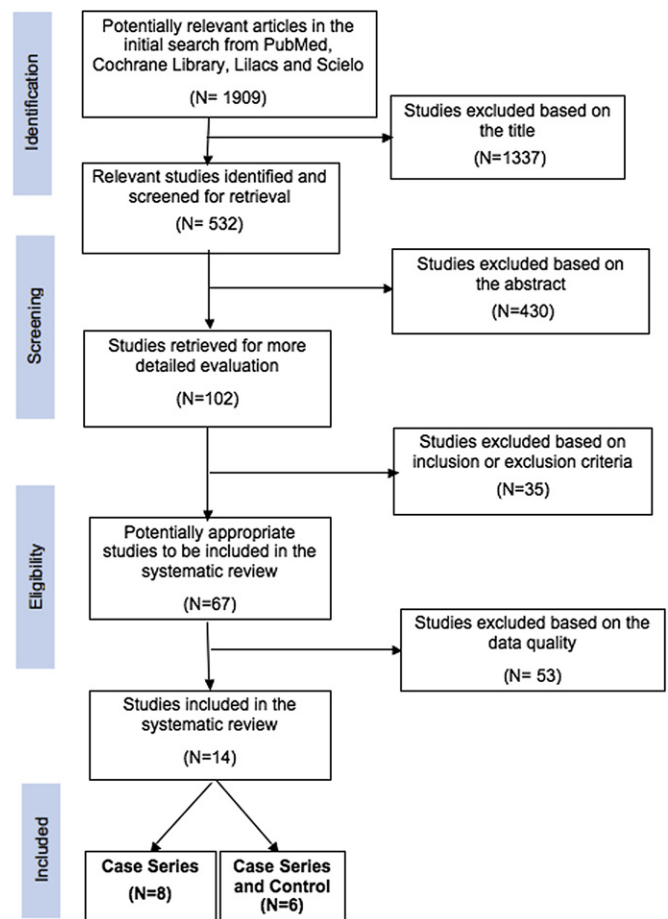 Identification
Potentially relevant articles in the
initial search from PubMed,
Cochrane Library, Lilacs and Scielo
(N= 1909)
Studies excluded based on
the title
(N=1337)
Relevant studies identified and
screened for retrieval
(N= 532)
Screening
Studies excluded based on
the abstract
(N=430)
Studies retrieved for more
detailed evaluation
(N=102)
Studies excluded based on
inclusion or exclusion criteria
(N=35)
Eligibility
Potentially appropriate
studies to be included in the
systematic review
(N=67)
Studies excluded based on the
data quality
(N= 53)
Studies included in the
systematic review
(N=14)
Included
Case Series
(N=8)
Case Series
and Control
(N=6)